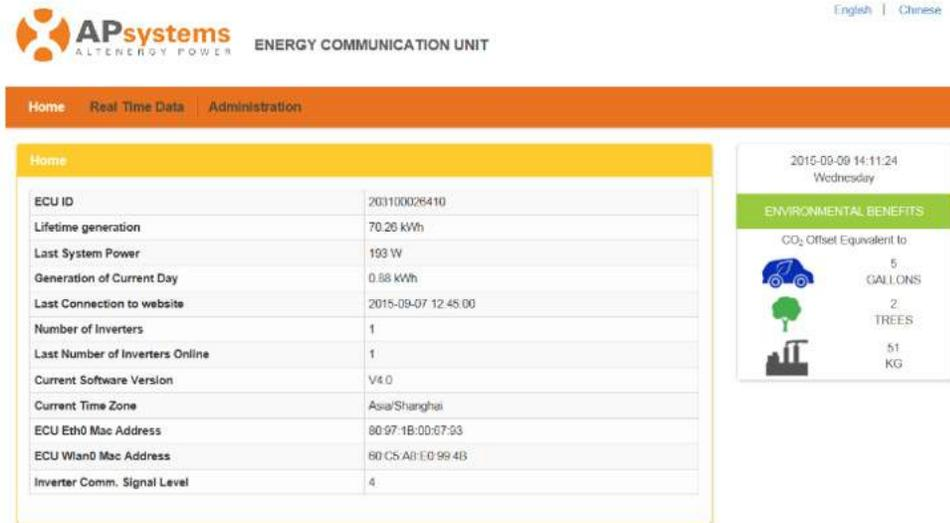 English | Chinese
APsystems
ALTENERGY POWER
ENERGY COMMUNICATION UNIT
Home Real Time Data Administration
Home
ECU ID 203100026410
Lifetime generation 70.26 kWh
Last System Power 193 W
Generation of Current Day 0.88 kWh
Last Connection to website 2015-09-07 12:45:00
Number of Inverters 1
Last Number of Inverters Online 1
Current Software Version V4.0
Current Time Zone Asia/Shanghai
ECU Eth0 Mac Address 80:97:1B:00:67:93
ECU Wlan0 Mac Address 60:C5:A8:E0:99:4B
Inverter Comm. Signal Level 4
2015-09-09 14:11:24
Wednesday
ENVIRONMENTAL BENEFITS
CO₂ Offset Equivalent to
5
GALLONS
2
TREES
51
KG